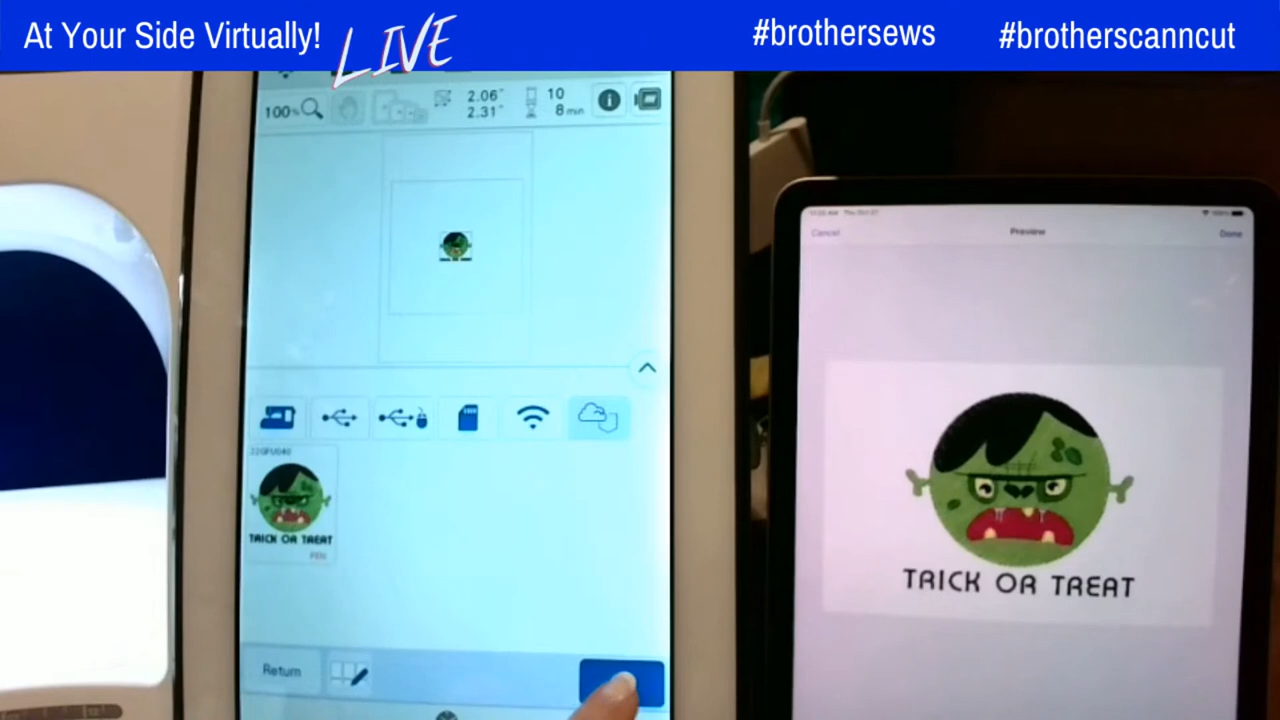 At Your Side Virtually!
LIVE
#brothersews
#brotherscanncut
100%
2.06"
2.31"
10
8 min
i
TRICK OR TREAT
Return
Cancel
Preview
Done
TRICK OR TREAT